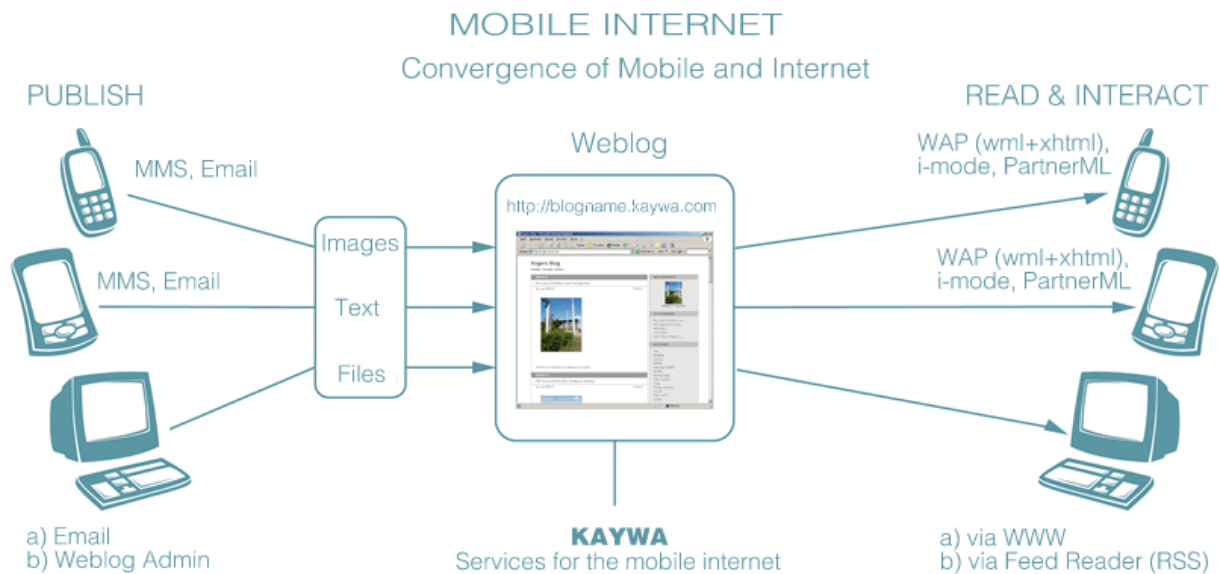 MOBILE INTERNET
Convergence of Mobile and Internet
PUBLISH
READ & INTERACT
MMS, Email
MMS, Email
a) Email
b) Weblog Admin
Images
Text
Files
Weblog
http://blogname.kaywa.com
Rogers Blog
KAYWA
Services for the mobile internet
WAP (wml+xhtml),
i-mode, PartnerML
WAP (wml+xhtml),
i-mode, PartnerML
a) via WWW
b) via Feed Reader (RSS)